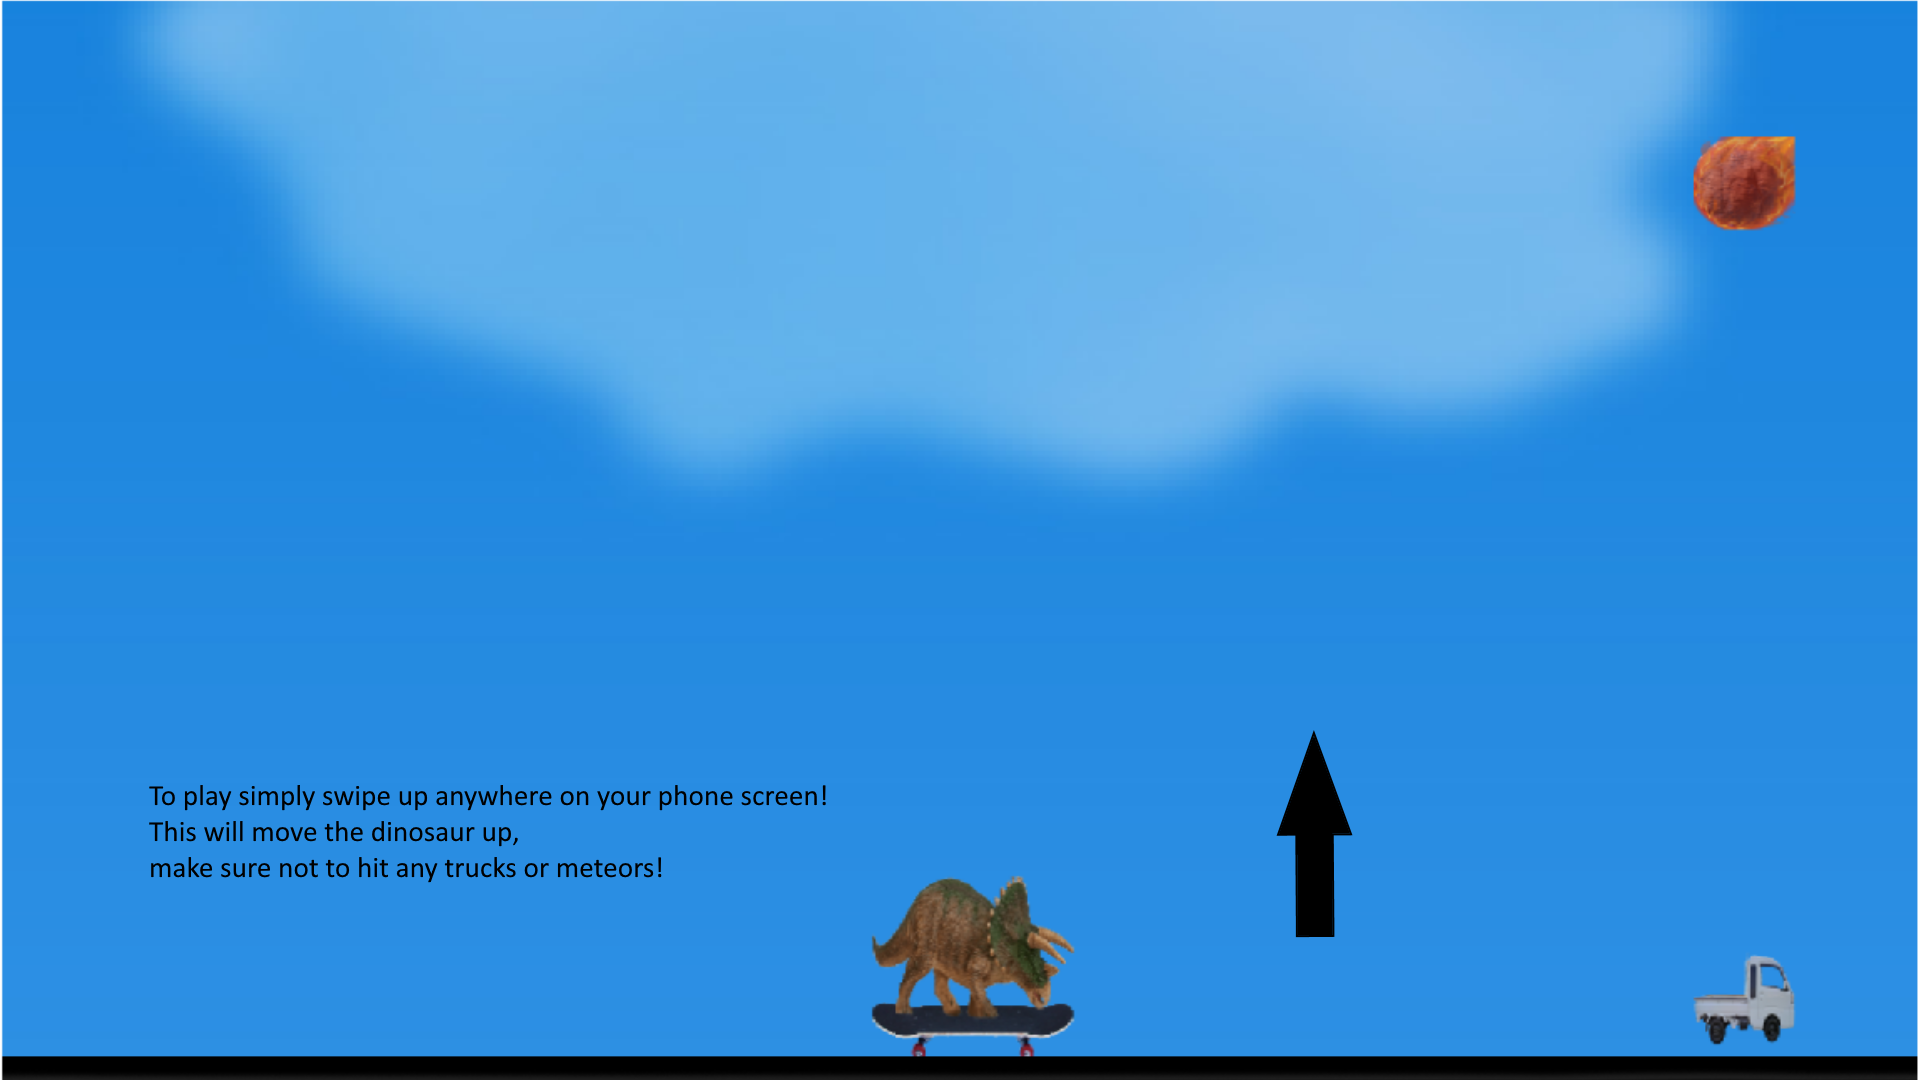 To play simply swipe up anywhere on your phone screen!
This will move the dinosaur up,
make sure not to hit any trucks or meteors!